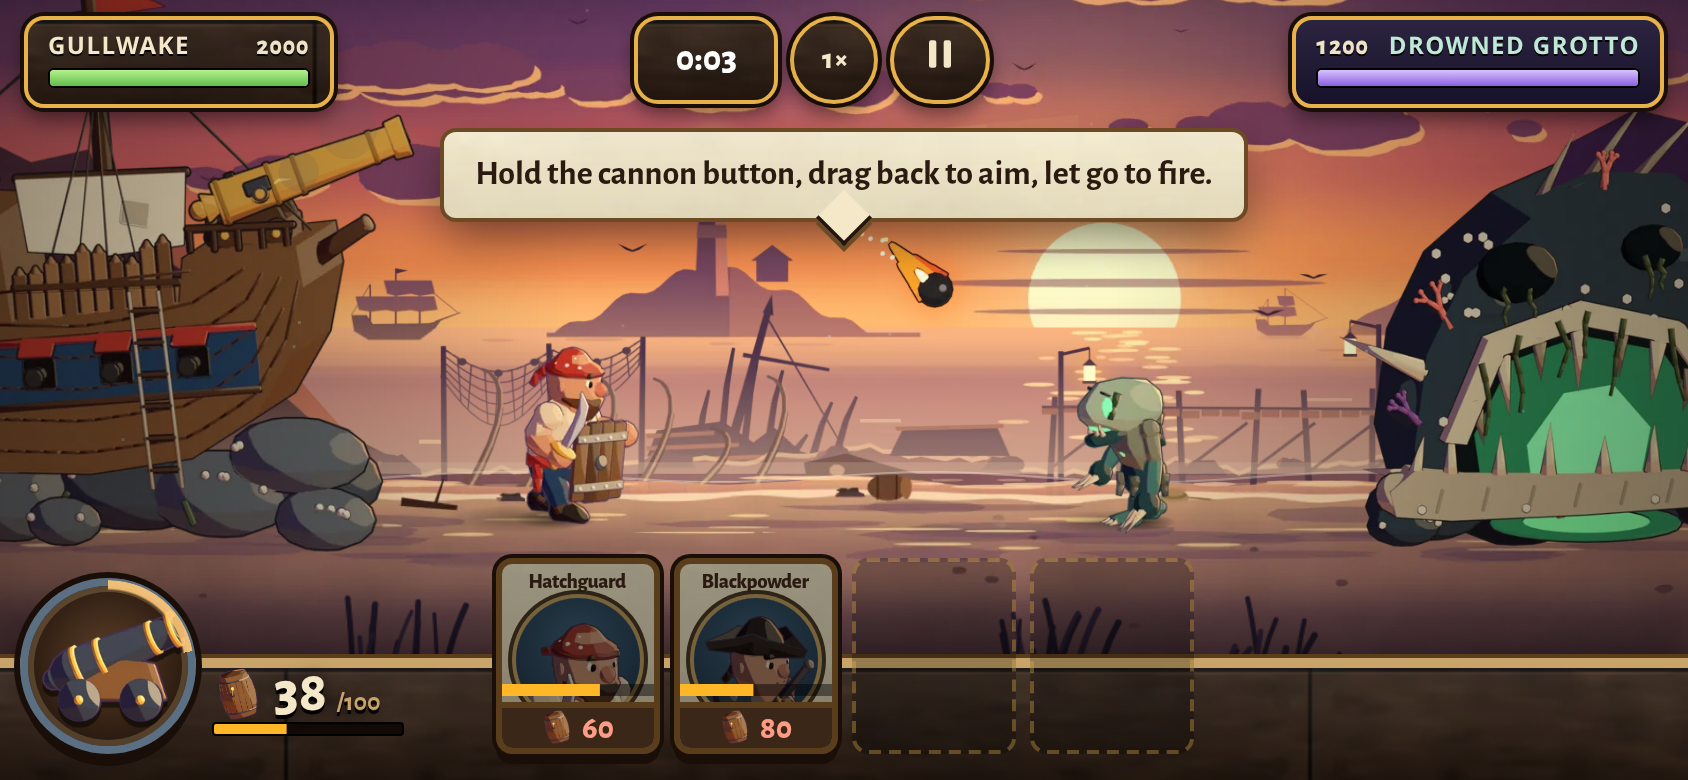 GULLWAKE 2000
0:03
1×
1200 DROWNED GROTTO
Hold the cannon button, drag back to aim, let go to fire.
Hatchguard
Blackpowder
38 /100
60
80